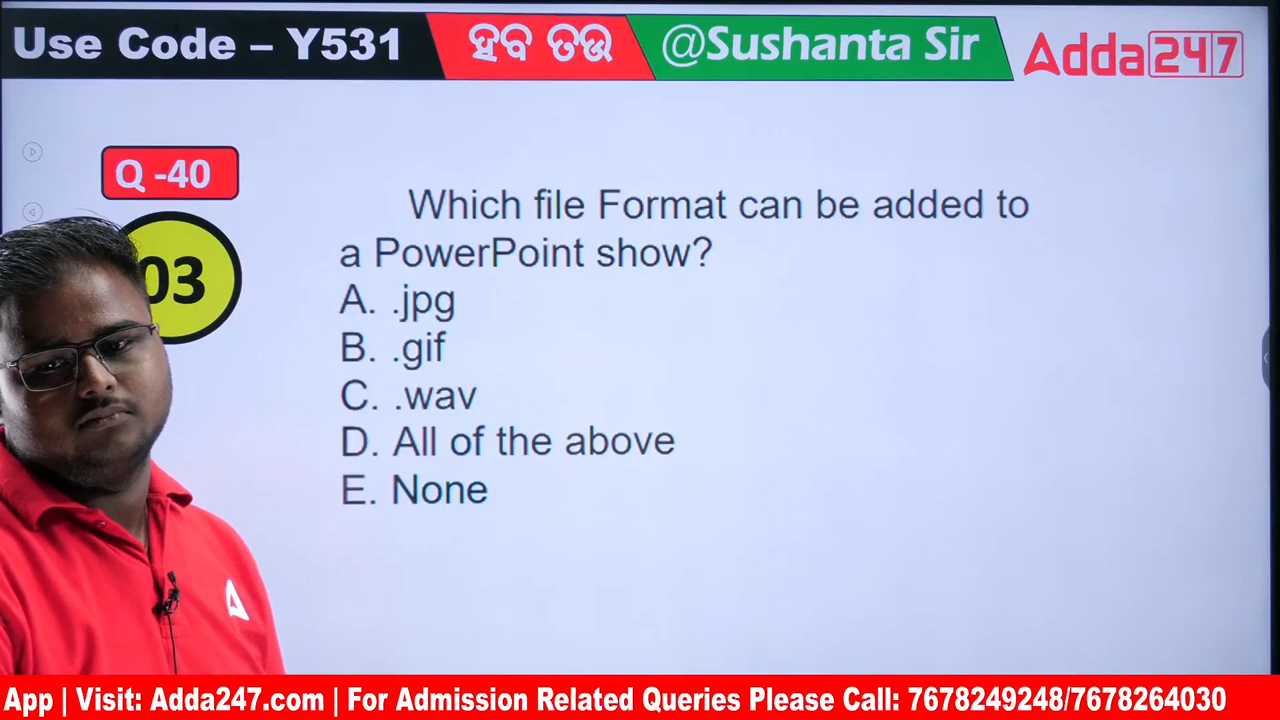 Use Code – Y531
ହବ ତଉ
@Sushanta Sir
Adda247
Q -40
03
Which file Format can be added to
a PowerPoint show?
A. .jpg
B. .gif
C. .wav
D. All of the above
E. None
App | Visit: Adda247.com | For Admission Related Queries Please Call: 7678249248/7678264030